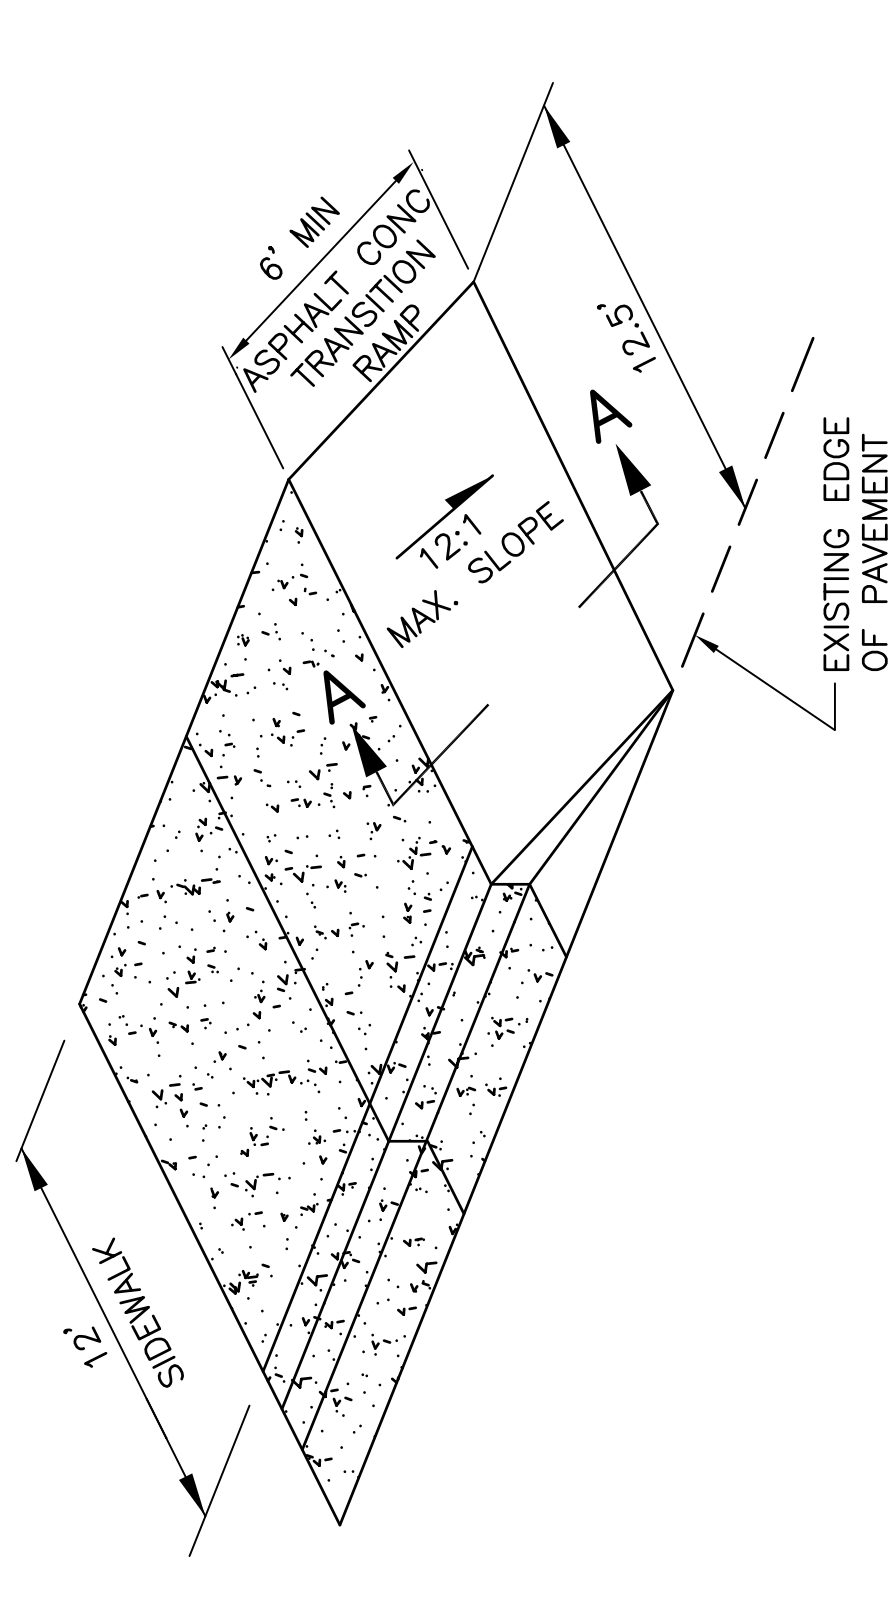 6' MIN
ASPHALT CONC
TRANSITION
RAMP
12.5'
A
12:1
MAX. SLOPE
A
EXISTING EDGE
OF PAVEMENT
SIDEWALK
12'